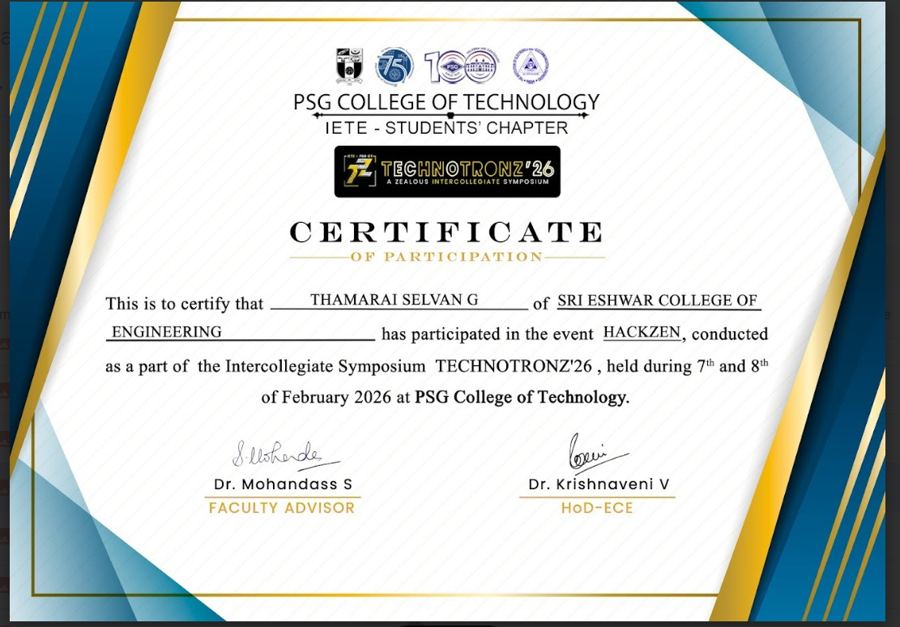 75
100
PSG COLLEGE OF TECHNOLOGY
IETE - STUDENTS' CHAPTER
TECHNOTRONZ'26
A ZEALOUS INTERCOLLEGIATE SYMPOSIUM
CERTIFICATE
OF PARTICIPATION
This is to certify that THAMARAI SELVAN G of SRI ESHWAR COLLEGE OF
ENGINEERING has participated in the event HACKZEN, conducted
as a part of the Intercollegiate Symposium TECHNOTRONZ'26 , held during 7th and 8th
of February 2026 at PSG College of Technology.
Dr. Mohandass S Dr. Krishnaveni V
FACULTY ADVISOR HoD-ECE